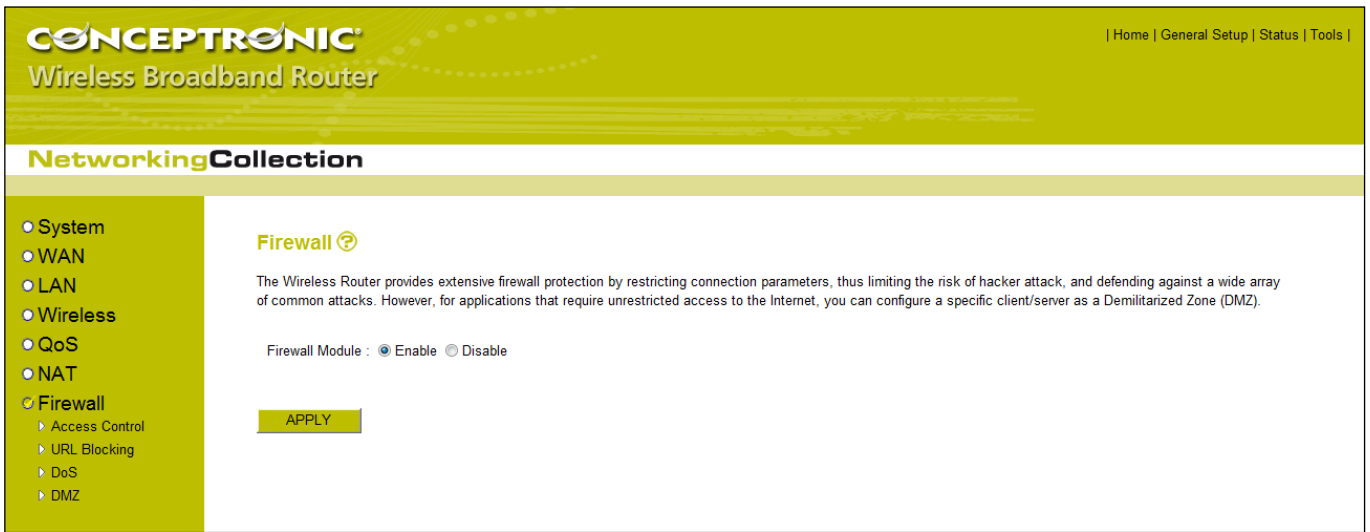 CONCEPTRONIC
| Home | General Setup | Status | Tools |
Wireless Broadband Router
NetworkingCollection
System
WAN
LAN
Wireless
QoS
NAT
Firewall
Access Control
URL Blocking
DoS
DMZ
Firewall ?
The Wireless Router provides extensive firewall protection by restricting connection parameters, thus limiting the risk of hacker attack, and defending against a wide array
of common attacks. However, for applications that require unrestricted access to the Internet, you can configure a specific client/server as a Demilitarized Zone (DMZ).
Firewall Module : Enable Disable
APPLY